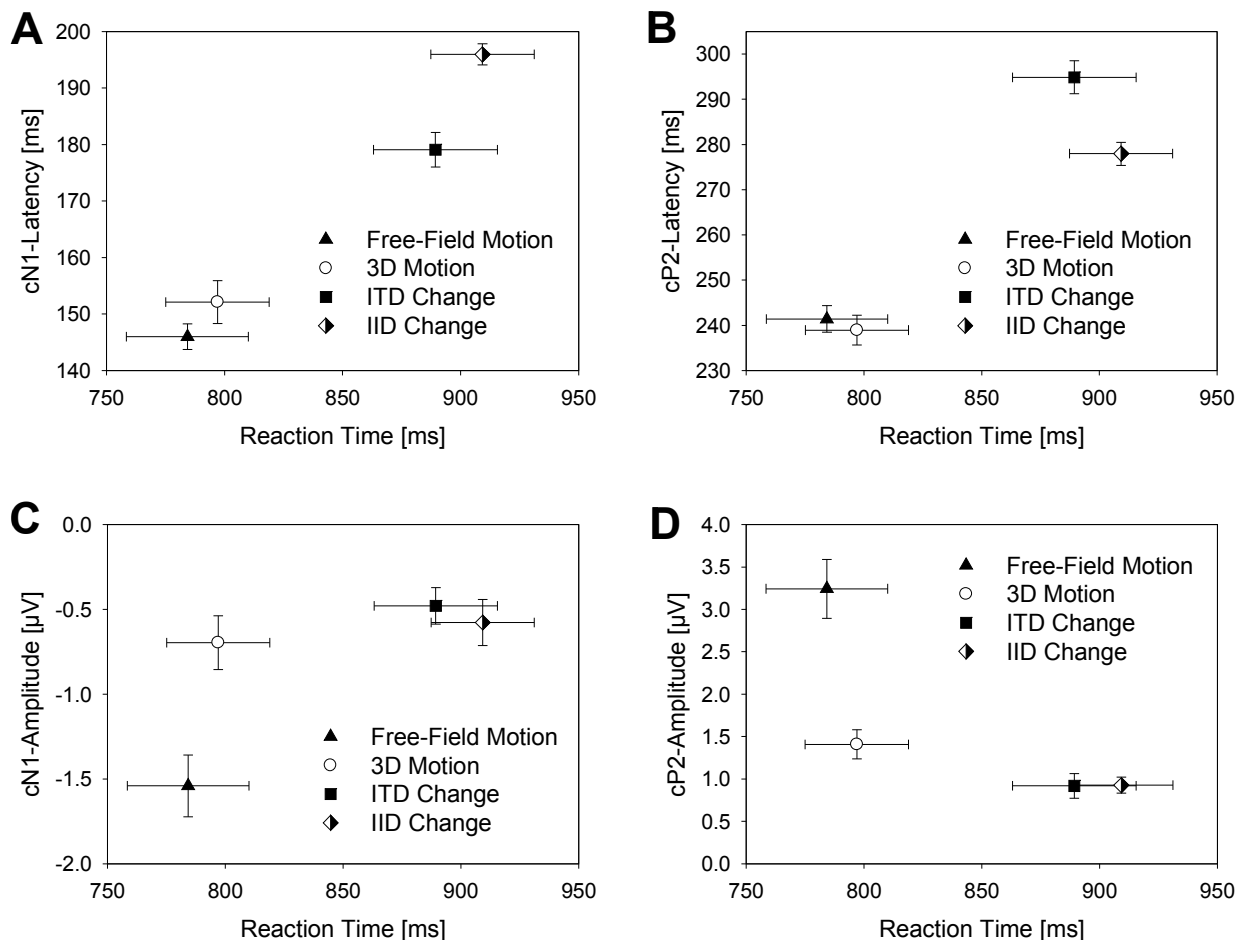 A
cN1-Latency [ms]
200
190
180
170
160
150
140
750 800 850 900 950
Reaction Time [ms]
Free-Field Motion
3D Motion
ITD Change
IID Change
B
cP2-Latency [ms]
300
290
280
270
260
250
240
230
750 800 850 900 950
Reaction Time [ms]
Free-Field Motion
3D Motion
ITD Change
IID Change
C
cN1-Amplitude [µV]
0.0
-0.5
-1.0
-1.5
-2.0
750 800 850 900 950
Reaction Time [ms]
Free-Field Motion
3D Motion
ITD Change
IID Change
D
cP2-Amplitude [µV]
4.0
3.5
3.0
2.5
2.0
1.5
1.0
0.5
0.0
750 800 850 900 950
Reaction Time [ms]
Free-Field Motion
3D Motion
ITD Change
IID Change